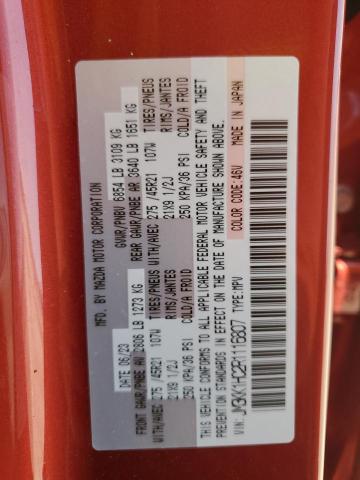 MFD. BY MAZDA MOTOR CORPORATION
DATE 06/23 GVWR/PNBV 6854 LB 3109 KG
FRONT GAWR/PNBE AV 2806 LB 1273 KG REAR GAWR/PNBE AR 3640 LB 1651 KG
WITH/AVEC 275 /45R21 107W TIRES/PNEUS WITH/AVEC 275 /45R21 107W TIRES/PNEUS
21X9 1/2J RIMS/JANTES 21X9 1/2J RIMS/JANTES
250 KPA/36 PSI COLD/A FROID 250 KPA/36 PSI COLD/A FROID
THIS VEHICLE CONFORMS TO ALL APPLICABLE FEDERAL MOTOR VEHICLE SAFETY AND THEFT
PREVENTION STANDARDS IN EFFECT ON THE DATE OF MANUFACTURE SHOWN ABOVE.
VIN: TYPE: MPV COLOR CODE: 46V MADE IN JAPAN